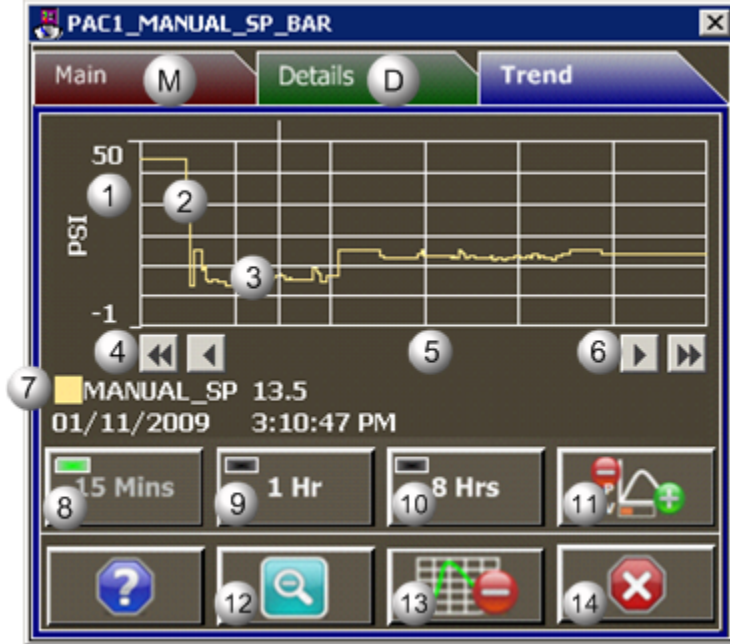 PAC1_MANUAL_SP_BAR
Main M Details D Trend
50
1
2
PSI
3
-1
4 5 6
7 MANUAL_SP 13.5
01/11/2009 3:10:47 PM
15 Mins 1 Hr 8 Hrs
8 9 10 11
P
V
? 12 13 14